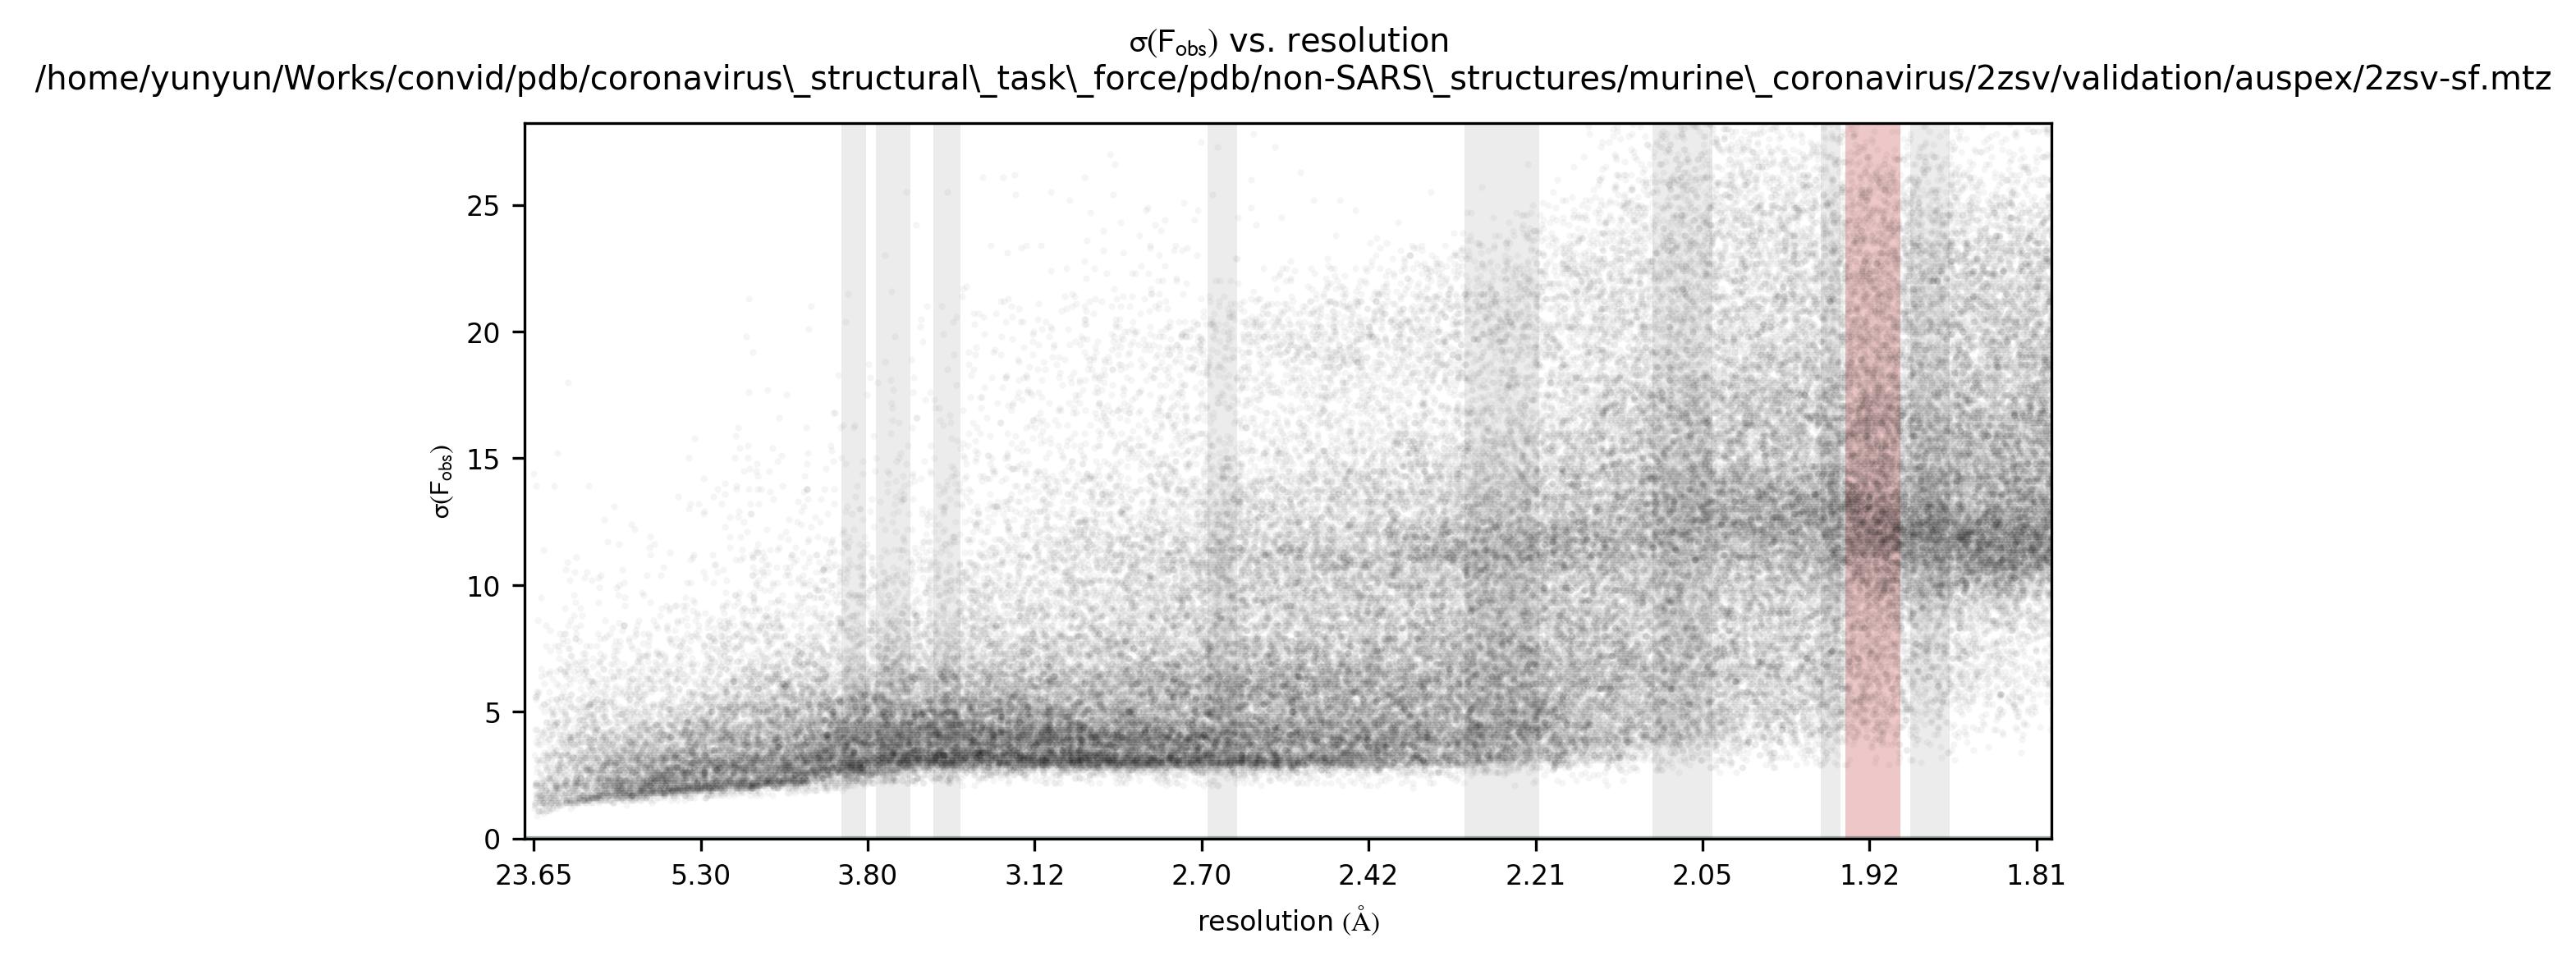 σ(F_obs) vs. resolution
/home/yunyun/Works/convid/pdb/coronavirus\_structural\_task\_force/pdb/non-SARS\_structures/murine\_coronavirus/2zsv/validation/auspex/2zsv-sf.mtz
σ(F_obs)
25
20
15
10
5
0
23.65 5.30 3.80 3.12 2.70 2.42 2.21 2.05 1.92 1.81
resolution (Å)